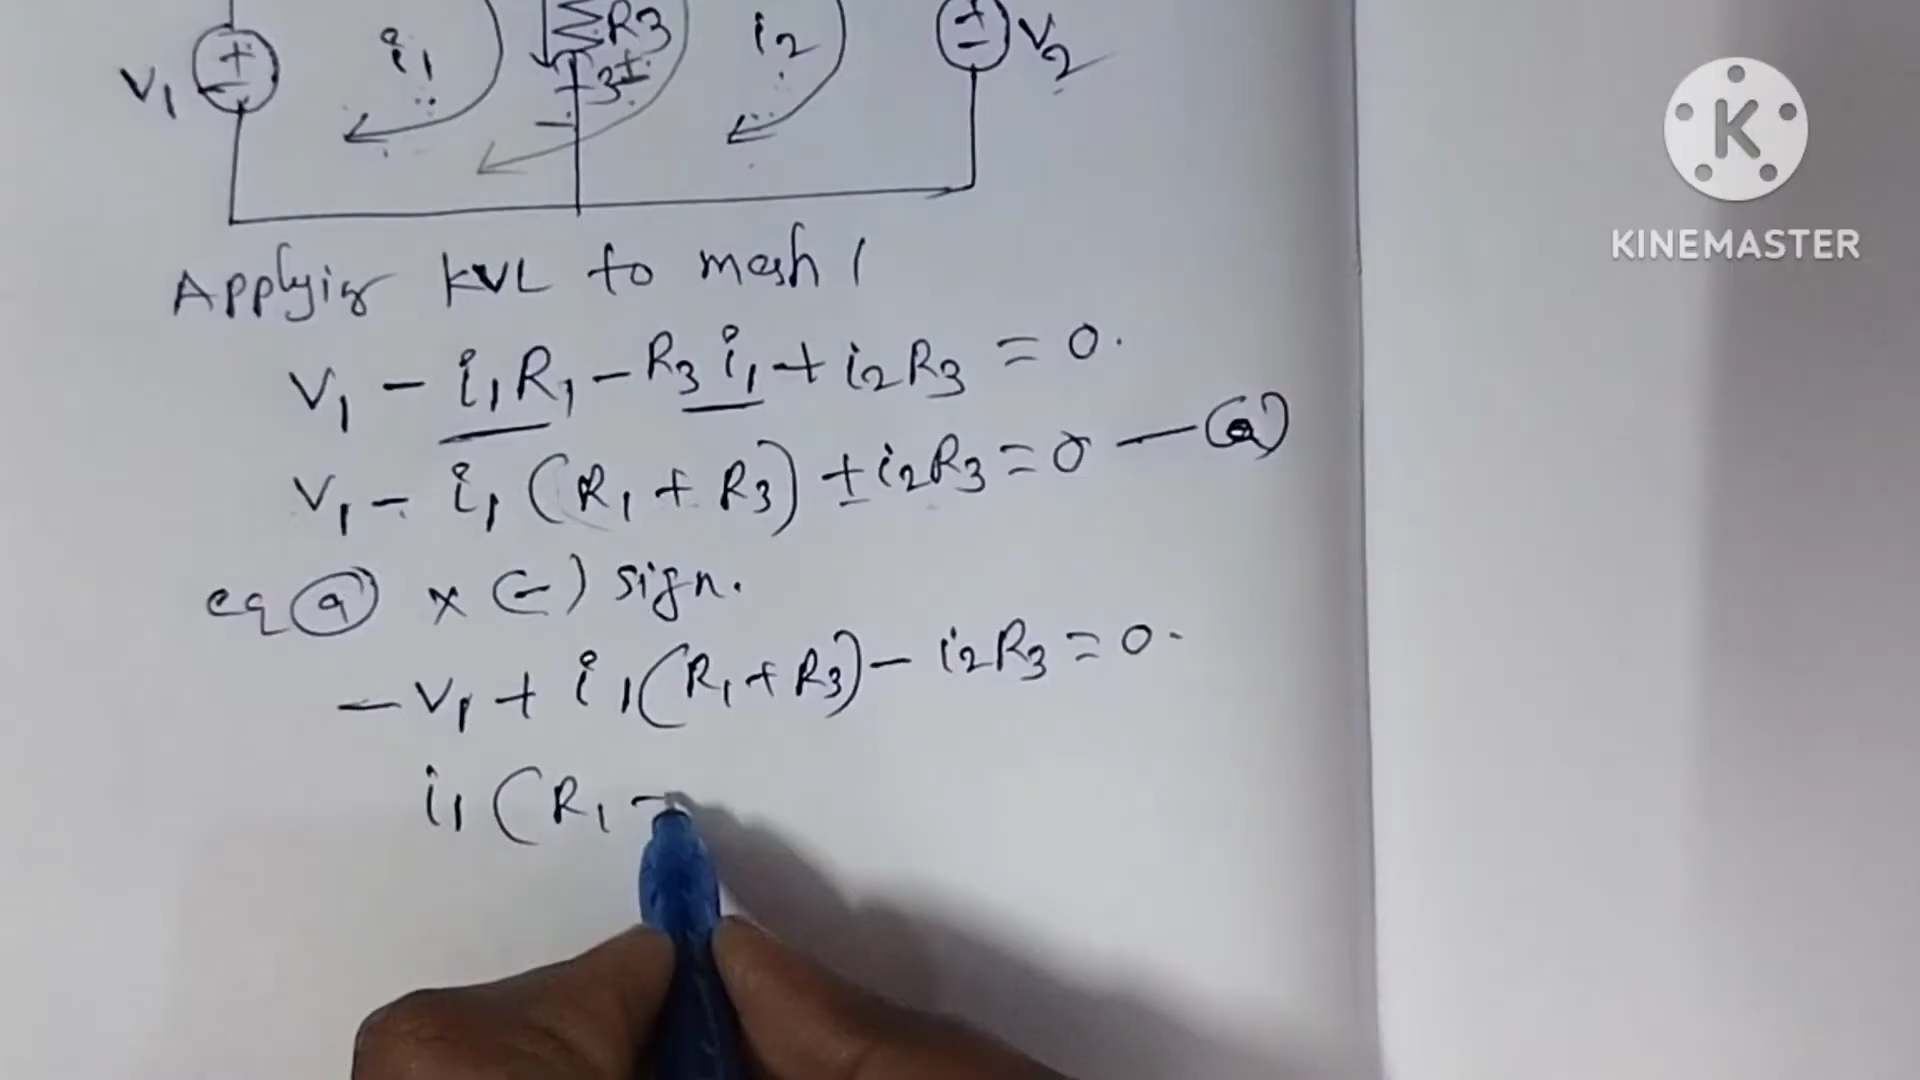 V1
i1
R3
I3
i2
V2
K
KINEMASTER
Applying KVL to mesh 1
V1 - i1R1 - R3 i1 + i2R3 = 0.
V1 - i1 (R1 + R3) + i2R3 = 0 — (a)
eq (a) × (-) sign.
- V1 + i1 (R1 + R3) - i2R3 = 0.
i1 (R1 -